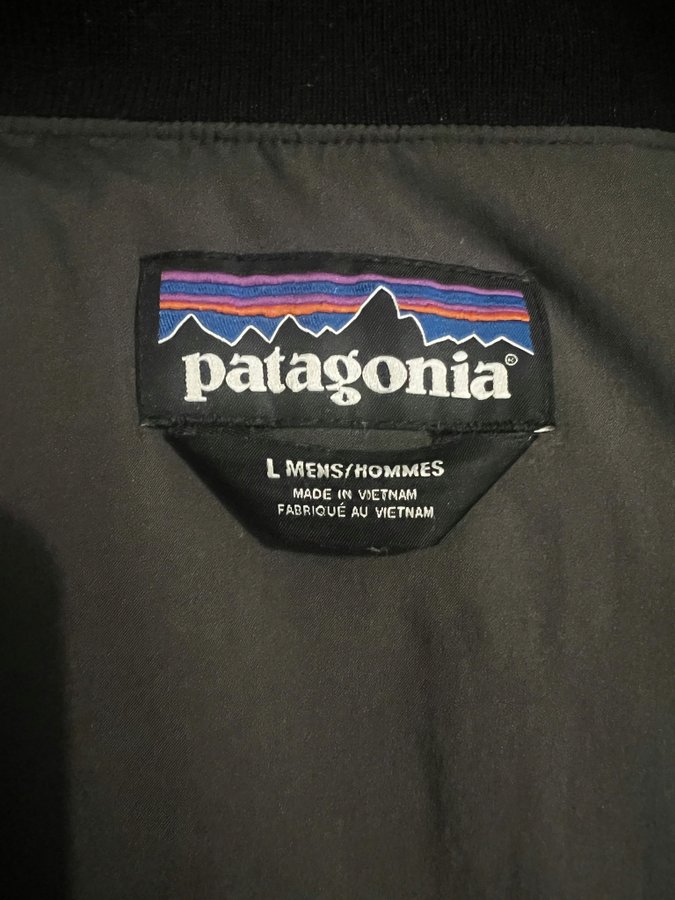 patagonia®
L MENS/HOMMES
MADE IN VIETNAM
FABRIQUÉ AU VIETNAM